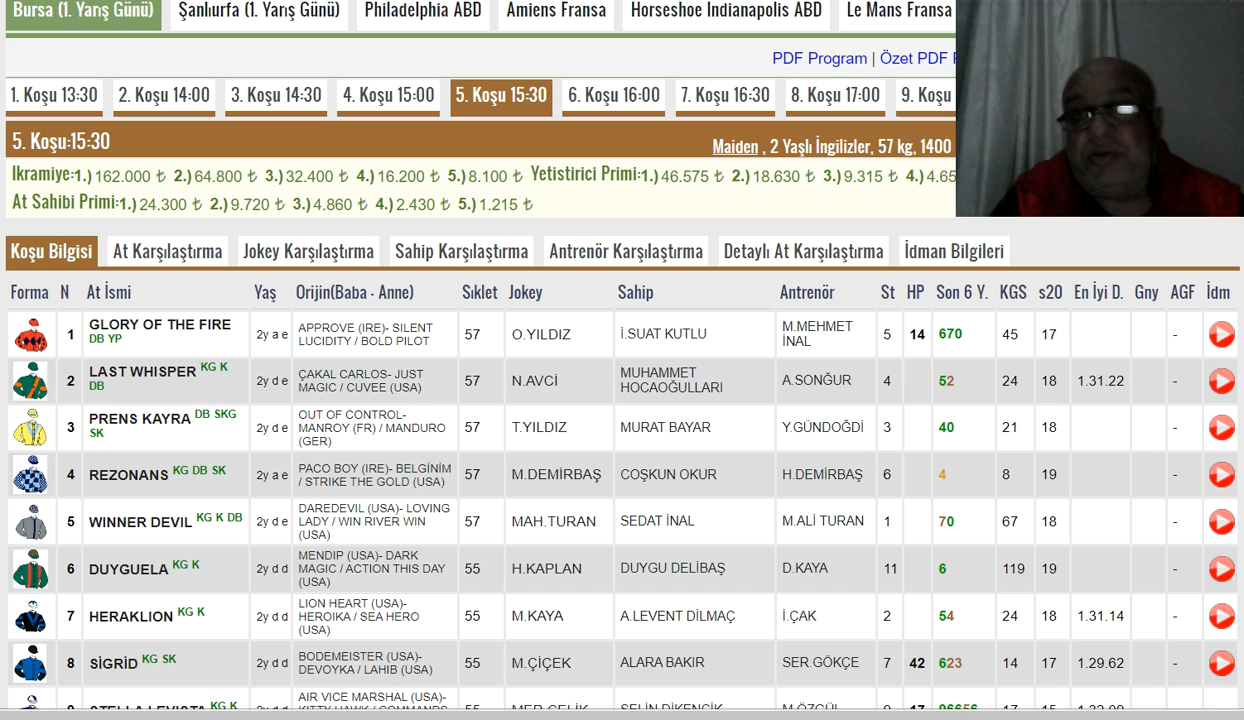 Bursa (1. Yarış Günü) Şanlıurfa (1. Yarış Günü) Philadelphia ABD Amiens Fransa Horseshoe Indianapolis ABD Le Mans Fransa
PDF Program | Özet PDF
1. Koşu 13:30 2. Koşu 14:00 3. Koşu 14:30 4. Koşu 15:00 5. Koşu 15:30 6. Koşu 16:00 7. Koşu 16:30 8. Koşu 17:00 9. Koşu
5. Koşu:15:30 Maiden , 2 Yaşlı İngilizler, 57 kg, 1400
Ikramiye:1.) 162.000 ₺ 2.) 64.800 ₺ 3.) 32.400 ₺ 4.) 16.200 ₺ 5.) 8.100 ₺ Yetistirici Primi:1.) 46.575 ₺ 2.) 18.630 ₺ 3.) 9.315 ₺ 4.) 4.65
At Sahibi Primi:1.) 24.300 ₺ 2.) 9.720 ₺ 3.) 4.860 ₺ 4.) 2.430 ₺ 5.) 1.215 ₺
Koşu Bilgisi At Karşılaştırma Jokey Karşılaştırma Sahip Karşılaştırma Antrenör Karşılaştırma Detaylı At Karşılaştırma İdman Bilgileri
Forma N At İsmi Yaş Orijin(Baba - Anne) Sıklet Jokey Sahip Antrenör St HP Son 6 Y. KGS s20 En İyi D. Gny AGF İdm
1 GLORY OF THE FIRE DB YP 2y a e APPROVE (IRE)- SILENT LUCIDITY / BOLD PILOT 57 O.YILDIZ İ.SUAT KUTLU M.MEHMET İNAL 5 14 670 45 17 -
2 LAST WHISPER KG K DB 2y d e ÇAKAL CARLOS- JUST MAGIC / CUVEE (USA) 57 N.AVCİ MUHAMMET HOCAOĞULLARI A.SONĞUR 4 52 24 18 1.31.22 -
3 PRENS KAYRA DB SKG SK 2y d e OUT OF CONTROL- MANROY (FR) / MANDURO (GER) 57 T.YILDIZ MURAT BAYAR Y.GÜNDOĞDİ 3 40 21 18 -
4 REZONANS KG DB SK 2y a e PACO BOY (IRE)- BELGİNİM / STRIKE THE GOLD (USA) 57 M.DEMİRBAŞ COŞKUN OKUR H.DEMİRBAŞ 6 4 8 19 -
5 WINNER DEVIL KG K DB 2y d e DAREDEVIL (USA)- LOVING LADY / WIN RIVER WIN (USA) 57 MAH.TURAN SEDAT İNAL M.ALİ TURAN 1 70 67 18 -
6 DUYGUELA KG K 2y d d MENDIP (USA)- DARK MAGIC / ACTION THIS DAY (USA) 55 H.KAPLAN DUYGU DELİBAŞ D.KAYA 11 6 119 19 -
7 HERAKLION KG K 2y d d LION HEART (USA)- HEROIKA / SEA HERO (USA) 55 M.KAYA A.LEVENT DİLMAÇ İ.ÇAK 2 54 24 18 1.31.14 -
8 SİGRİD KG SK 2y d d BODEMEISTER (USA)- DEVOYKA / LAHIB (USA) 55 M.ÇİÇEK ALARA BAKIR SER.GÖKÇE 7 42 623 14 17 1.29.62 -
AIR VICE MARSHAL (USA)-